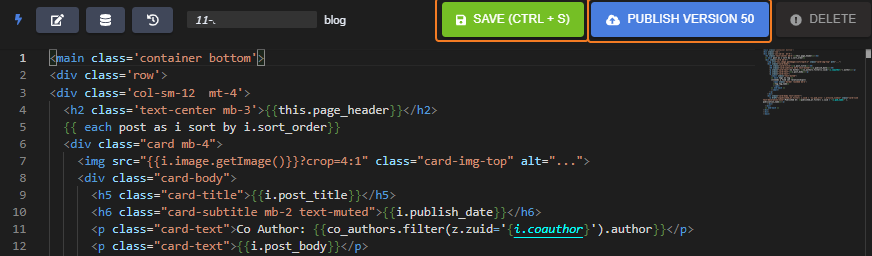 11-. blog SAVE (CTRL + S) PUBLISH VERSION 50 DELETE
1 <main class='container bottom'>
2 <div class='row'>
3 <div class='col-sm-12  mt-4'>
4 <h2 class='text-center mb-3'>{{this.page_header}}</h2>
5 {{ each post as i sort by i.sort_order}}
6 <div class="card mb-4">
7 <img src="{{i.image.getImage()}}?crop=4:1" class="card-img-top" alt="...">
8 <div class="card-body">
9 <h5 class="card-title">{{i.post_title}}</h5>
10 <h6 class="card-subtitle mb-2 text-muted">{{i.publish_date}}</h6>
11 <p class="card-text">Co Author: {{co_authors.filter(z.zuid='{i.coauthor}').author}}</p>
12 <p class="card-text">{{i.post_body}}</p>